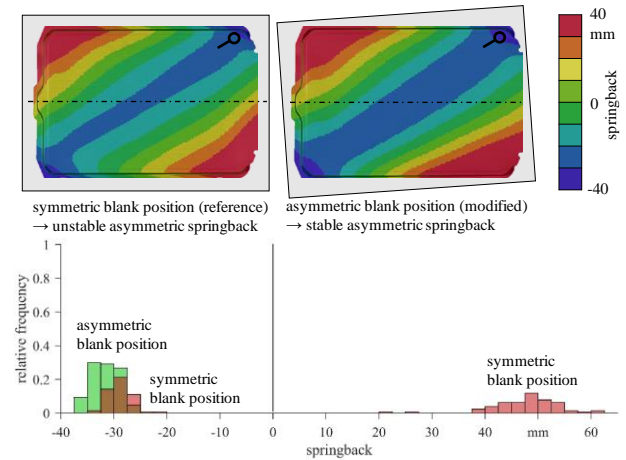 40
mm
0
springback
-40
symmetric blank position (reference)
→ unstable asymmetric springback
asymmetric blank position (modified)
→ stable asymmetric springback
1
0.8
0.6
0.4
0.2
0
relative frequency
asymmetric
blank position
symmetric
blank position
symmetric
blank position
-40 -30 -20 -10 0 10 20 30 40 mm 60
springback